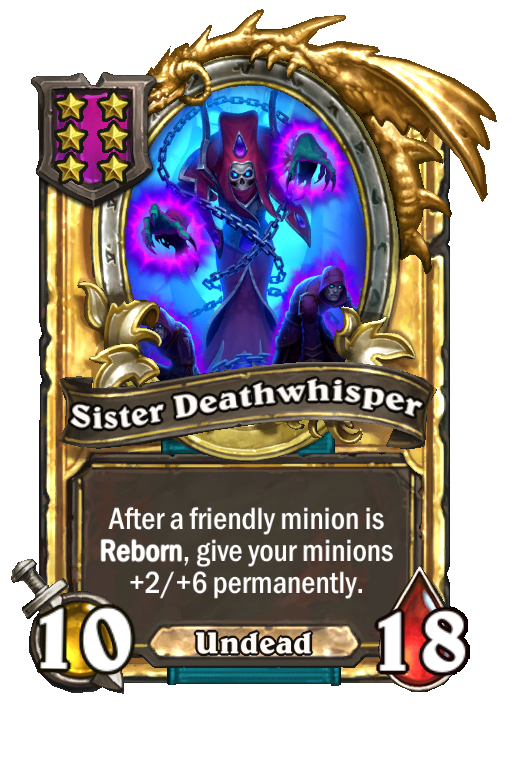 Sister Deathwhisper
After a friendly minion is
Reborn, give your minions
+2/+6 permanently.
10
Undead
18